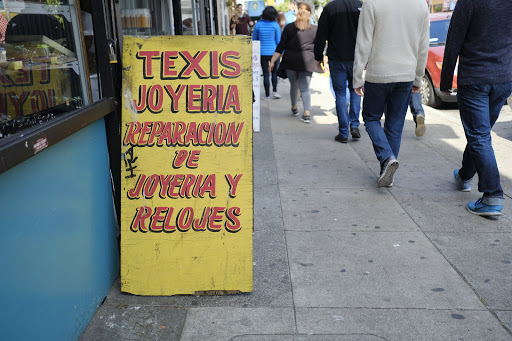 TEXIS
JOYERIA
REPARACION
DE
JOYERIA Y
RELOJES